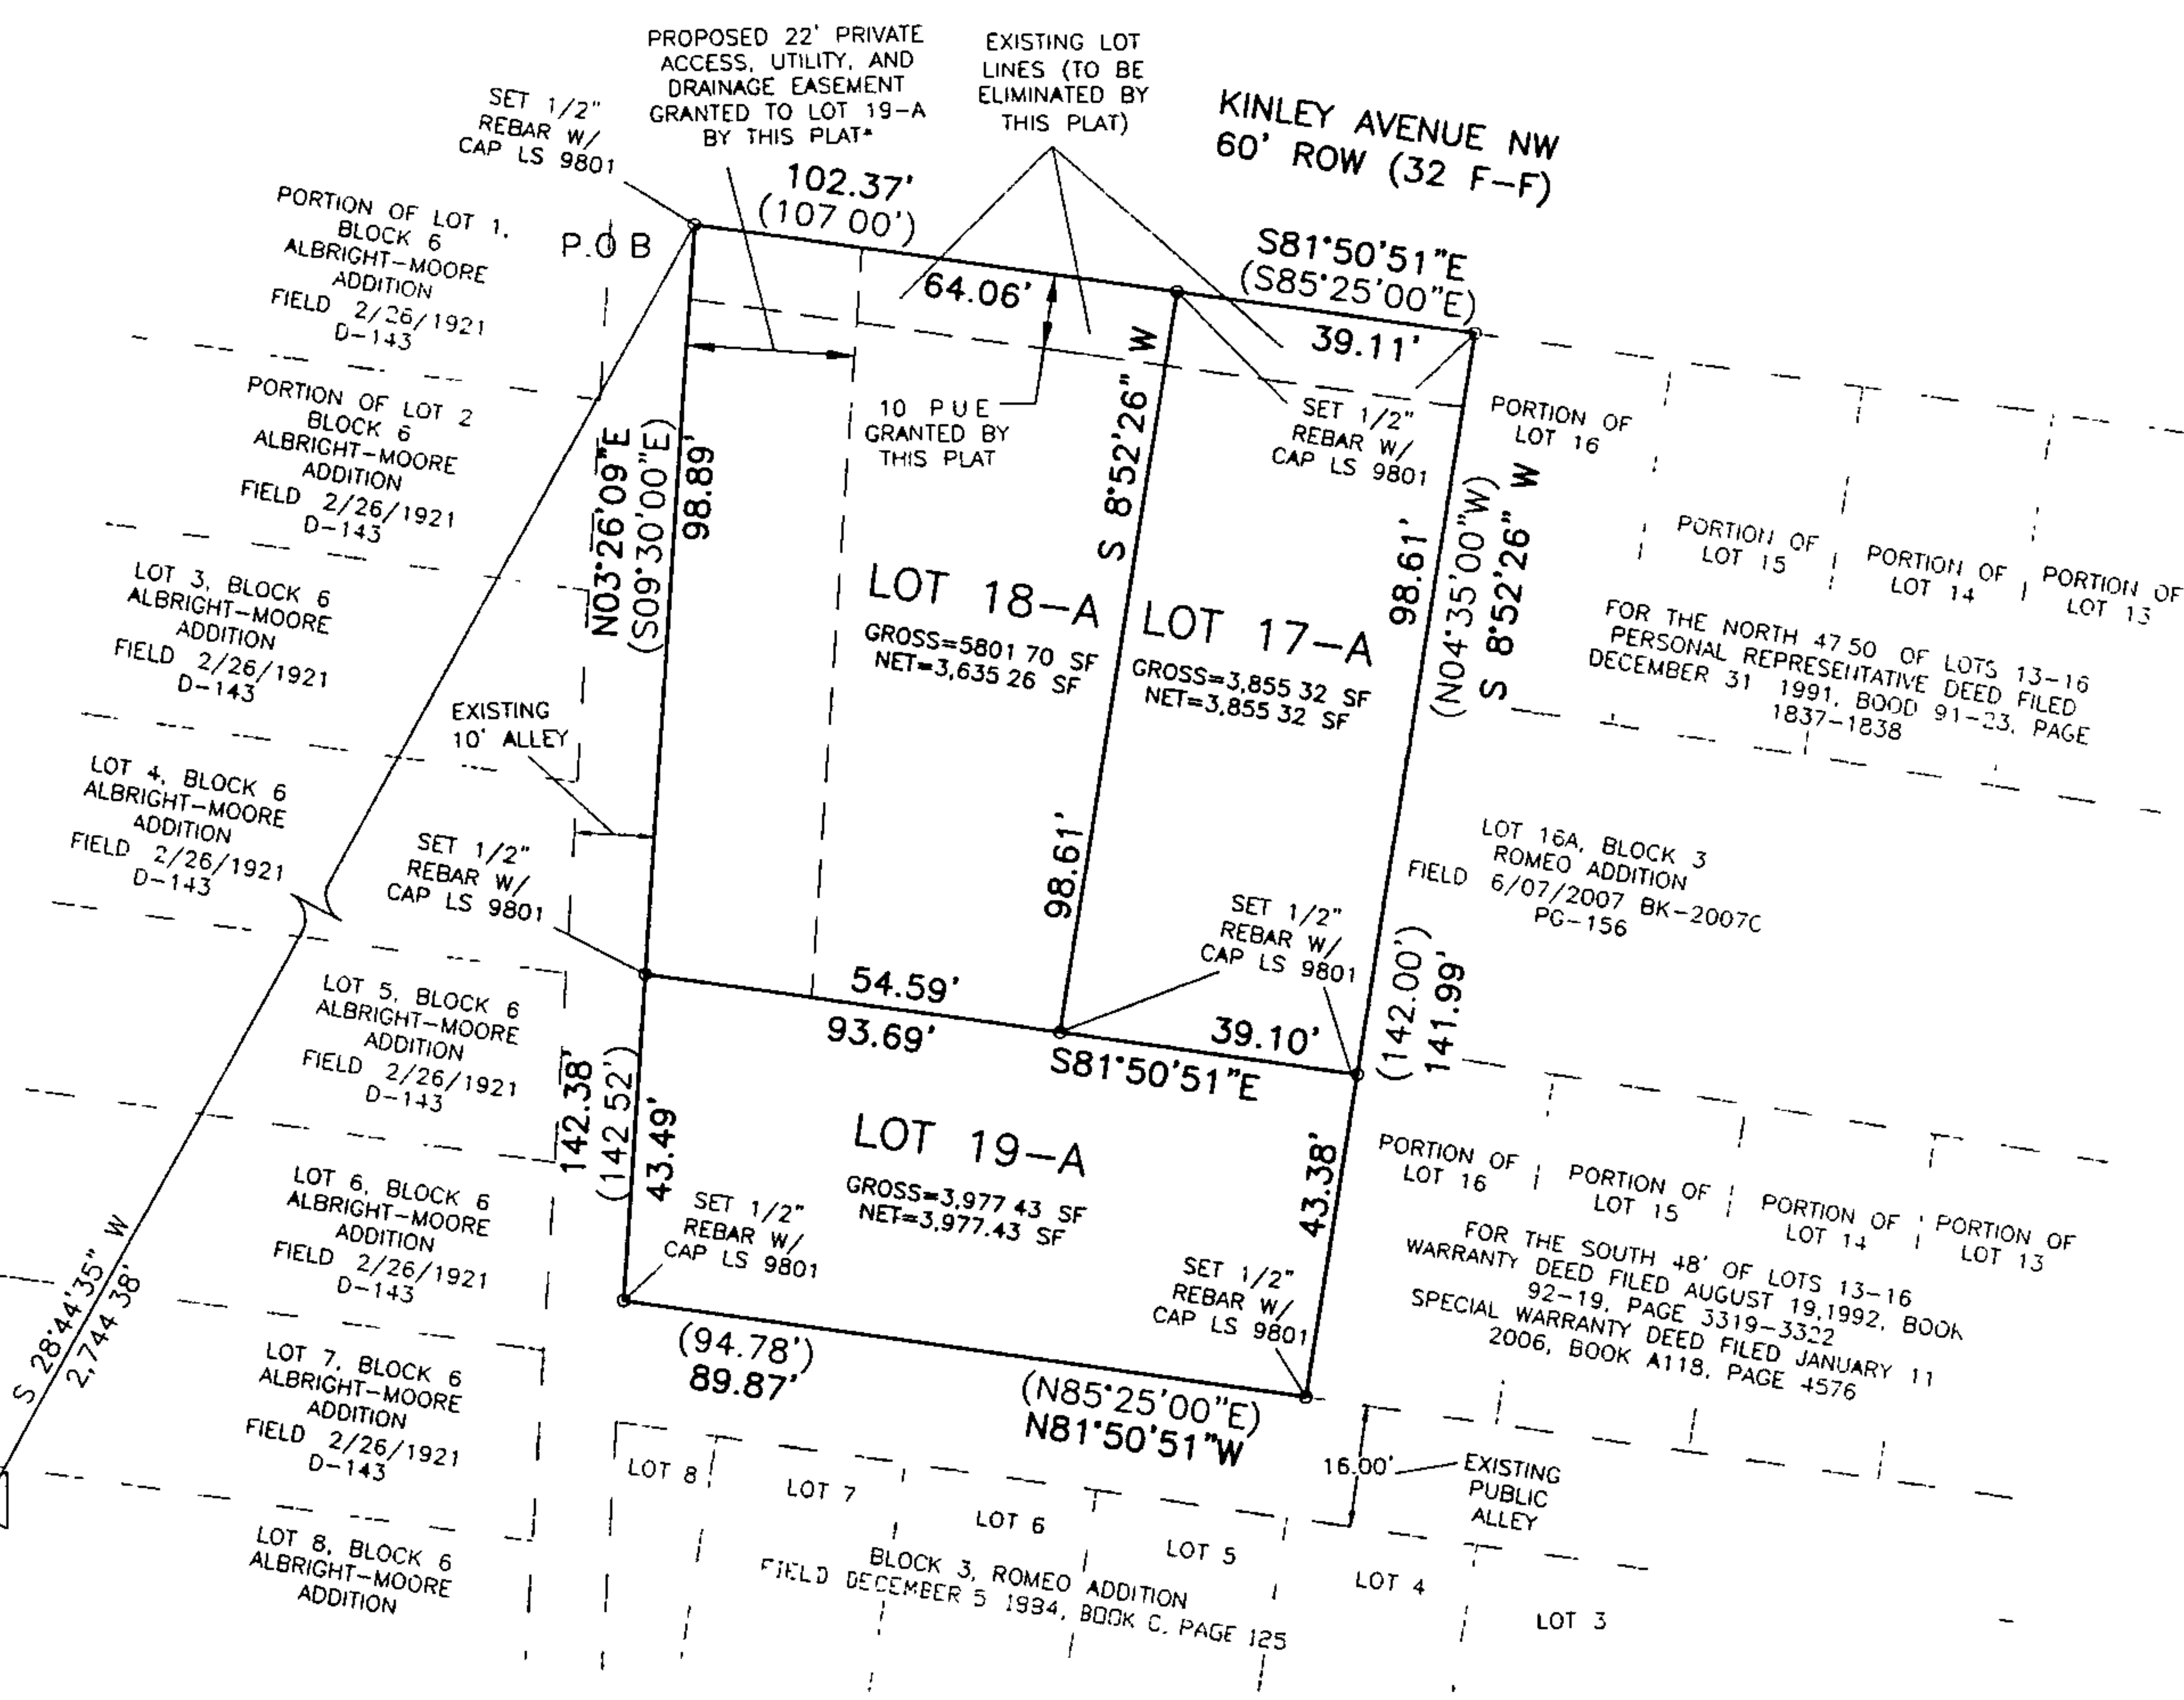 PROPOSED 22' PRIVATE
ACCESS, UTILITY, AND
DRAINAGE EASEMENT
GRANTED TO LOT 19-A
BY THIS PLAT*
EXISTING LOT
LINES (TO BE
ELIMINATED BY
THIS PLAT)
KINLEY AVENUE NW
60' ROW (32 F-F)
SET 1/2"
REBAR W/
CAP LS 9801
102.37'
(107 00')
P.O B
S81°50'51"E
(S85°25'00"E)
64.06'
39.11'
PORTION OF LOT 1,
BLOCK 6
ALBRIGHT-MOORE
ADDITION
FIELD 2/26/1921
D-143
PORTION OF LOT 2
BLOCK 6
ALBRIGHT-MOORE
ADDITION
FIELD 2/26/1921
D-143
LOT 3, BLOCK 6
ALBRIGHT-MOORE
ADDITION
FIELD 2/26/1921
D-143
LOT 4, BLOCK 6
ALBRIGHT-MOORE
ADDITION
FIELD 2/26/1921
D-143
LOT 5, BLOCK 6
ALBRIGHT-MOORE
ADDITION
FIELD 2/26/1921
D-143
LOT 6, BLOCK 6
ALBRIGHT-MOORE
ADDITION
FIELD 2/26/1921
D-143
LOT 7, BLOCK 6
ALBRIGHT-MOORE
ADDITION
FIELD 2/26/1921
D-143
LOT 8, BLOCK 6
ALBRIGHT-MOORE
ADDITION
S 28°44'35" W
2,744 38'
N03°26'09"E
(S09°30'00"E)
98.89'
10 PUE
GRANTED BY
THIS PLAT
S 8°52'26" W
98.61'
SET 1/2"
REBAR W/
CAP LS 9801
LOT 18-A
GROSS=5801 70 SF
NET=3,635 26 SF
LOT 17-A
GROSS=3,855 32 SF
NET=3,855 32 SF
98.61'
(N04°35'00"W)
S 8°52'26" W
PORTION OF
LOT 16
PORTION OF
LOT 15
PORTION OF
LOT 14
PORTION OF
LOT 13
FOR THE NORTH 47 50 OF LOTS 13-16
PERSONAL REPRESENTATIVE DEED FILED
DECEMBER 31 1991, BOOD 91-23, PAGE
1837-1838
EXISTING
10' ALLEY
SET 1/2"
REBAR W/
CAP LS 9801
LOT 16A, BLOCK 3
ROMEO ADDITION
FIELD 6/07/2007 BK-2007C
PG-156
SET 1/2"
REBAR W/
CAP LS 9801
54.59'
93.69'
39.10'
S81°50'51"E
(142.00')
141.99'
142.38'
(142 52')
43.49'
LOT 19-A
GROSS=3,977 43 SF
NET=3,977.43 SF
43.38'
SET 1/2"
REBAR W/
CAP LS 9801
SET 1/2"
REBAR W/
CAP LS 9801
PORTION OF
LOT 16
PORTION OF
LOT 15
PORTION OF
LOT 14
PORTION OF
LOT 13
FOR THE SOUTH 48' OF LOTS 13-16
WARRANTY DEED FILED AUGUST 19,1992, BOOK
92-19, PAGE 3319-3322
SPECIAL WARRANTY DEED FILED JANUARY 11
2006, BOOK A118, PAGE 4576
(94.78')
89.87'
(N85°25'00"E)
N81°50'51"W
16.00'
EXISTING
PUBLIC
ALLEY
LOT 8
LOT 7
LOT 6
LOT 5
LOT 4
LOT 3
BLOCK 3, ROMEO ADDITION
FIELD DECEMBER 5 1984, BOOK C, PAGE 125